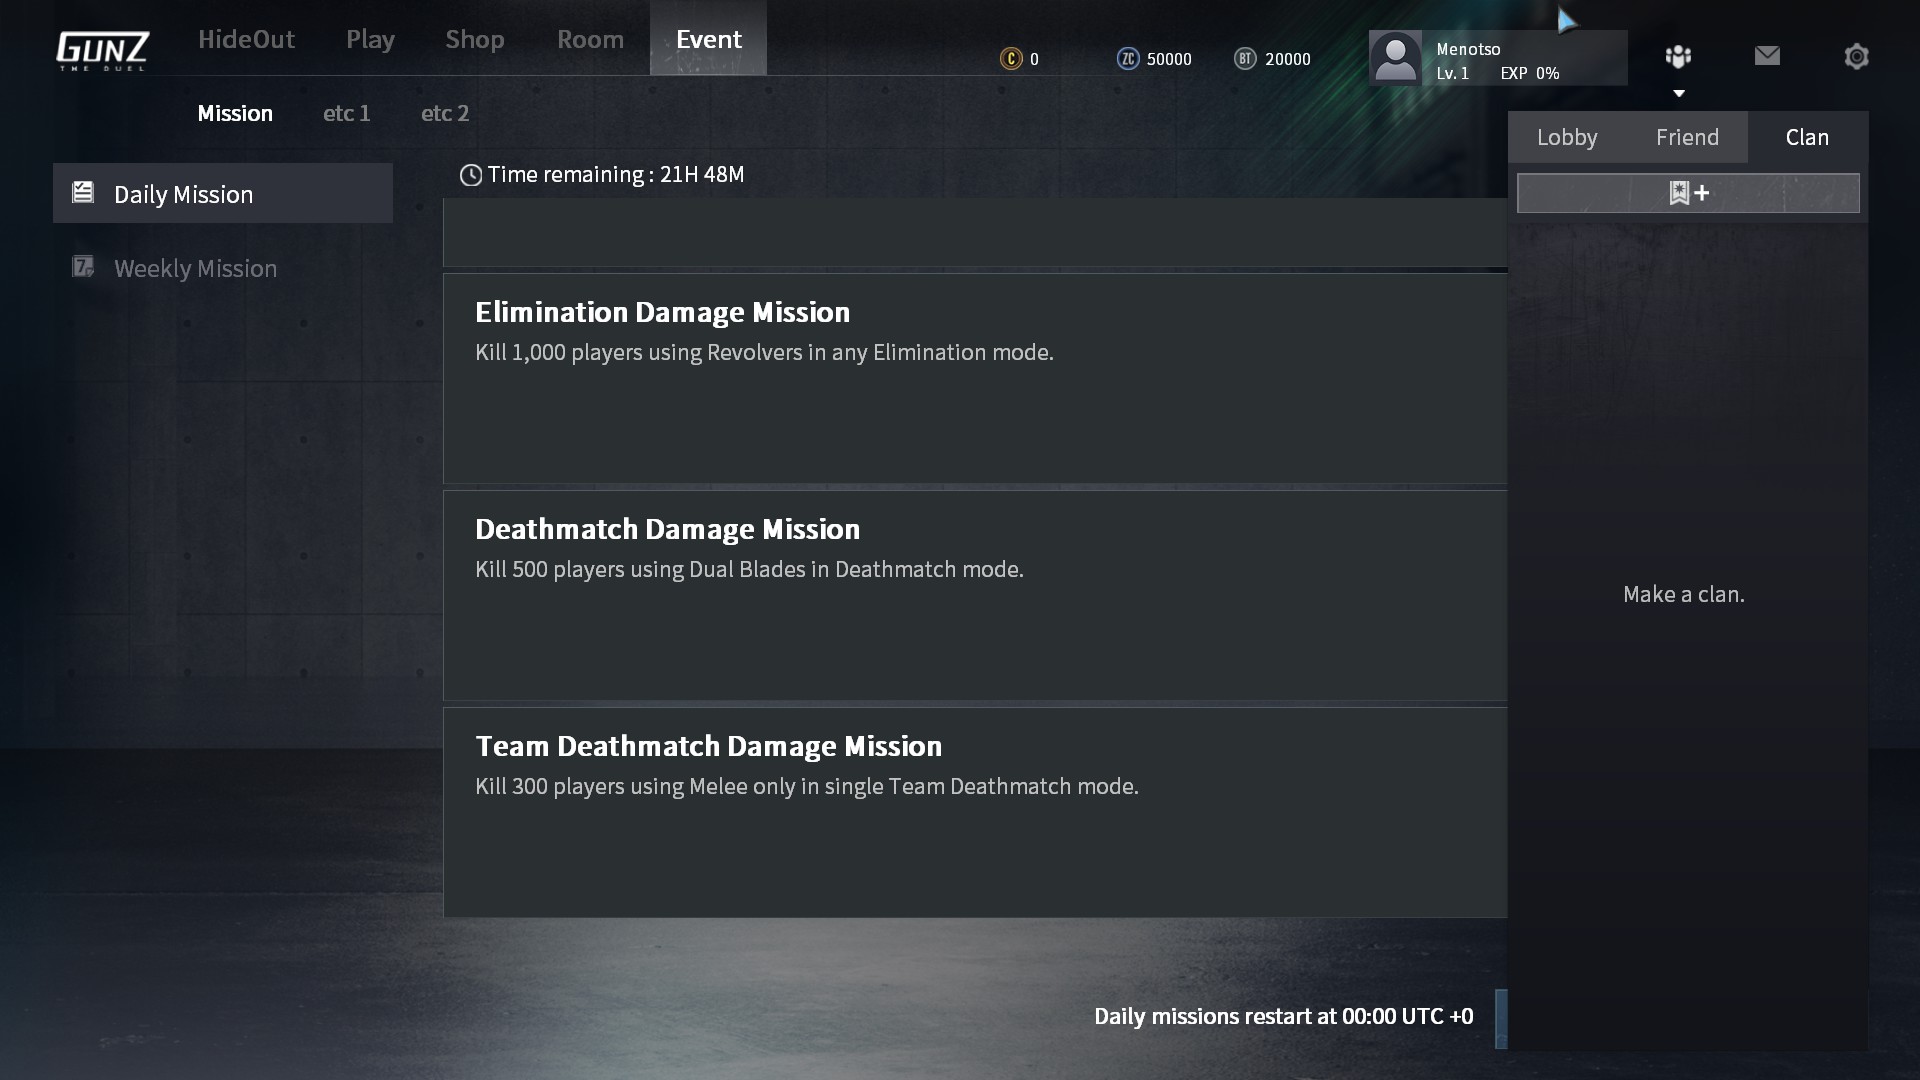 GUNZ
THE DUEL
HideOut
Play
Shop
Room
Event
C 0
ZC 50000
BT 20000
Menotso
Lv. 1 EXP 0%
Mission
etc 1
etc 2
Lobby
Friend
Clan
Daily Mission
Weekly Mission
Time remaining : 21H 48M
Elimination Damage Mission
Kill 1,000 players using Revolvers in any Elimination mode.
Deathmatch Damage Mission
Kill 500 players using Dual Blades in Deathmatch mode.
Make a clan.
Team Deathmatch Damage Mission
Kill 300 players using Melee only in single Team Deathmatch mode.
Daily missions restart at 00:00 UTC +0